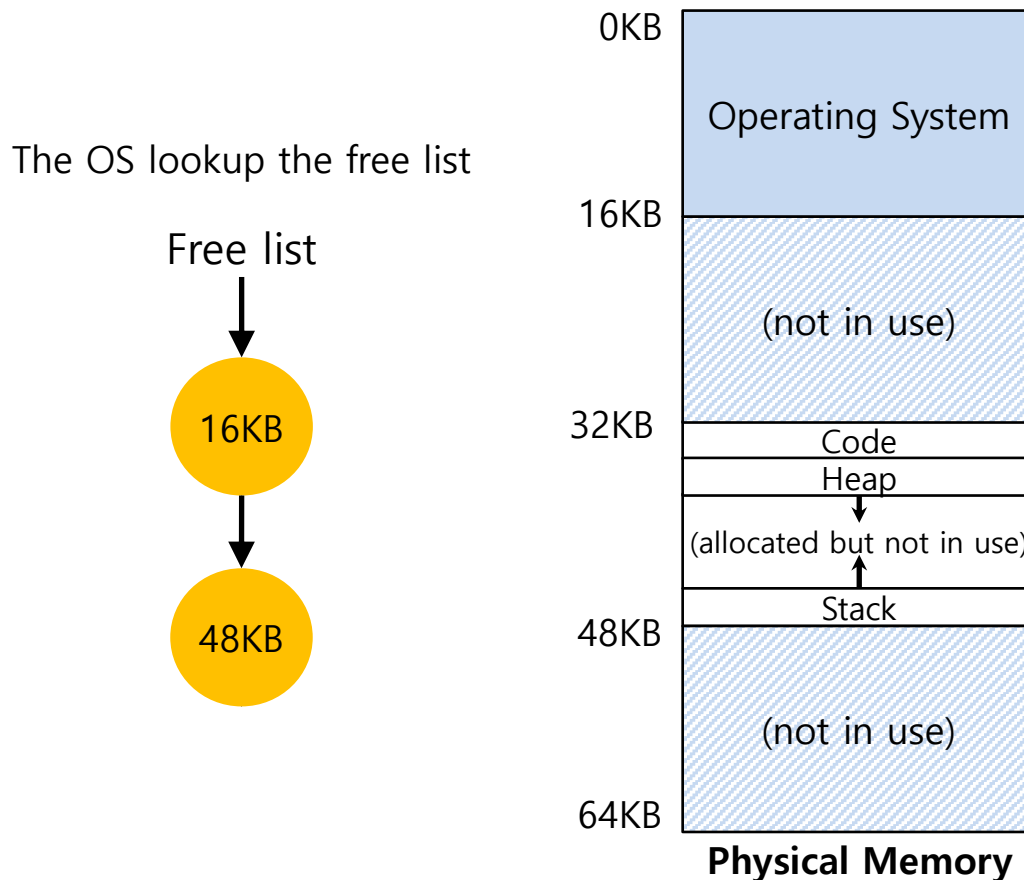 The OS lookup the free list
Free list
16KB
48KB
0KB
Operating System
16KB
(not in use)
32KB
Code
Heap
(allocated but not in use)
Stack
48KB
(not in use)
64KB
Physical Memory